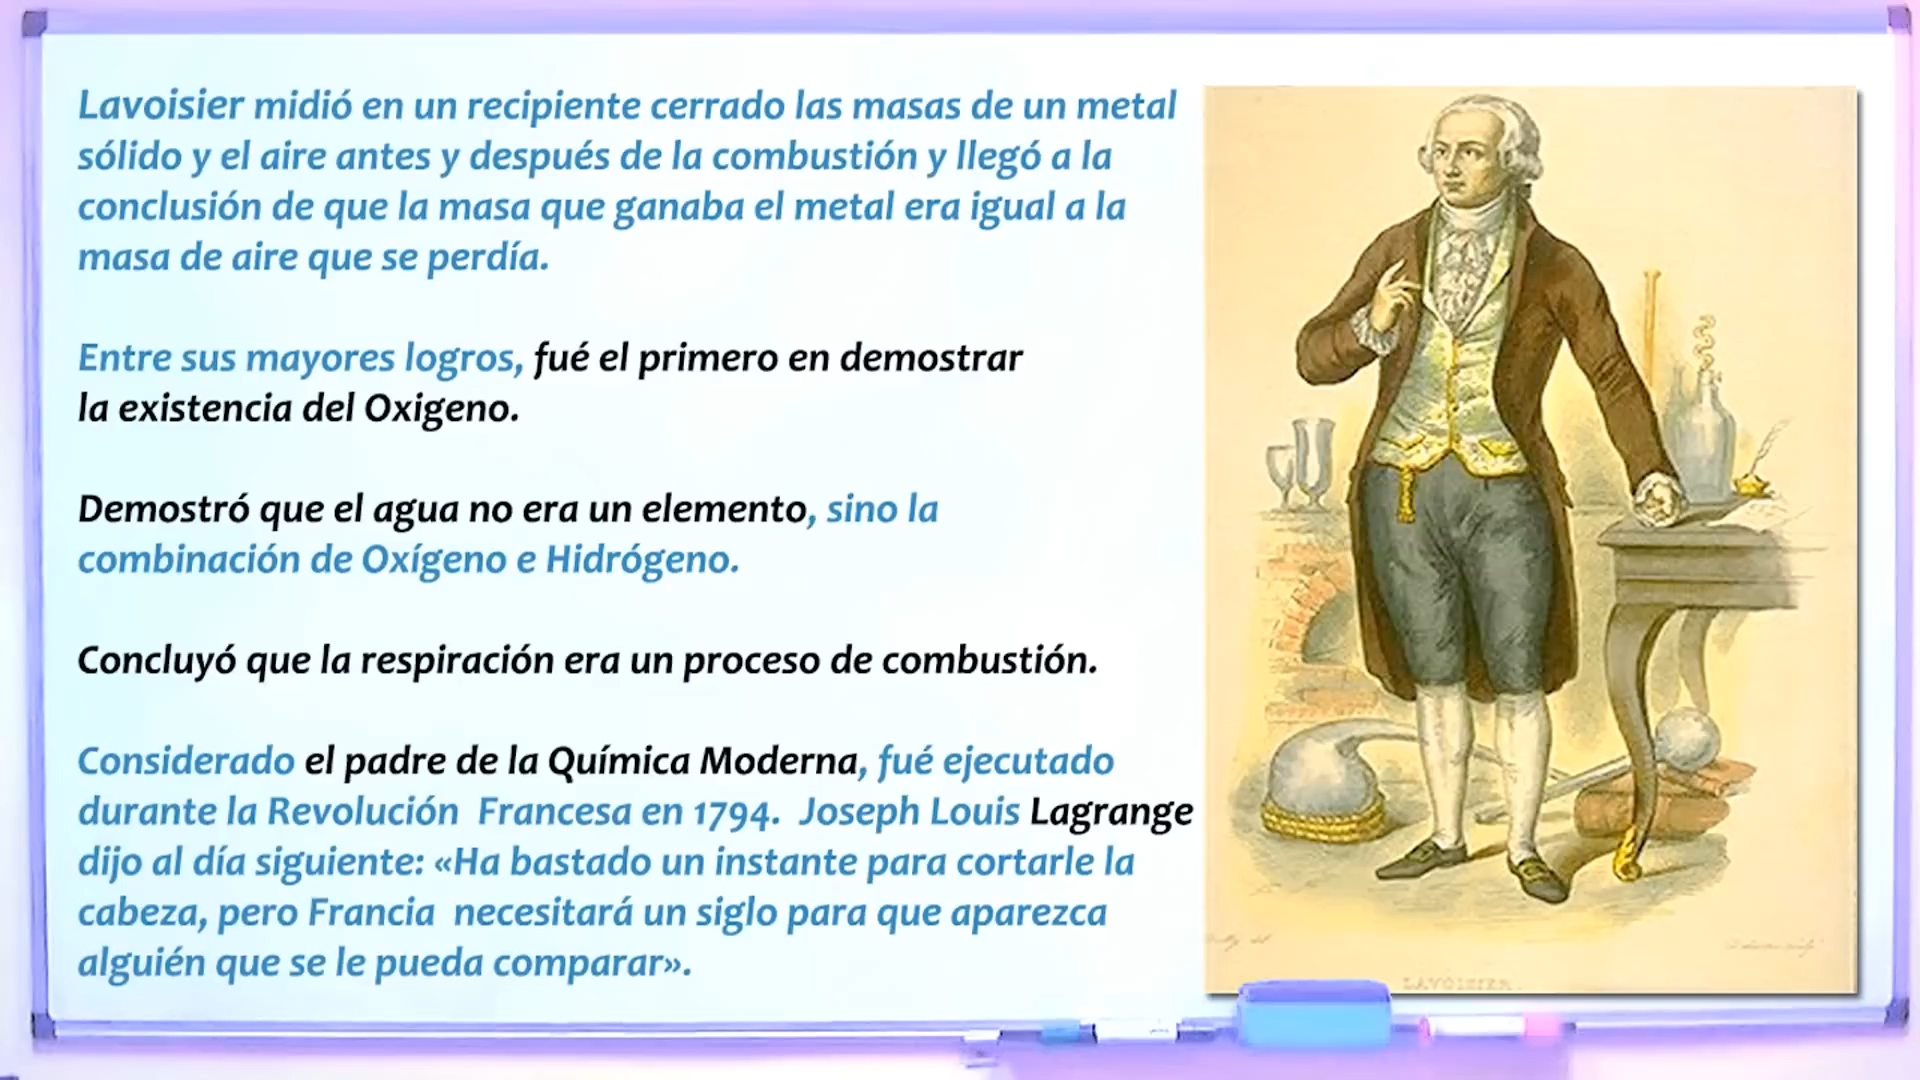 Lavoisier midió en un recipiente cerrado las masas de un metal
sólido y el aire antes y después de la combustión y llegó a la
conclusión de que la masa que ganaba el metal era igual a la
masa de aire que se perdía.
Entre sus mayores logros, fué el primero en demostrar
la existencia del Oxigeno.
Demostró que el agua no era un elemento, sino la
combinación de Oxígeno e Hidrógeno.
Concluyó que la respiración era un proceso de combustión.
Considerado el padre de la Química Moderna, fué ejecutado
durante la Revolución Francesa en 1794. Joseph Louis Lagrange
dijo al día siguiente: «Ha bastado un instante para cortarle la
cabeza, pero Francia necesitará un siglo para que aparezca
alguién que se le pueda comparar».
LAVOISIER.